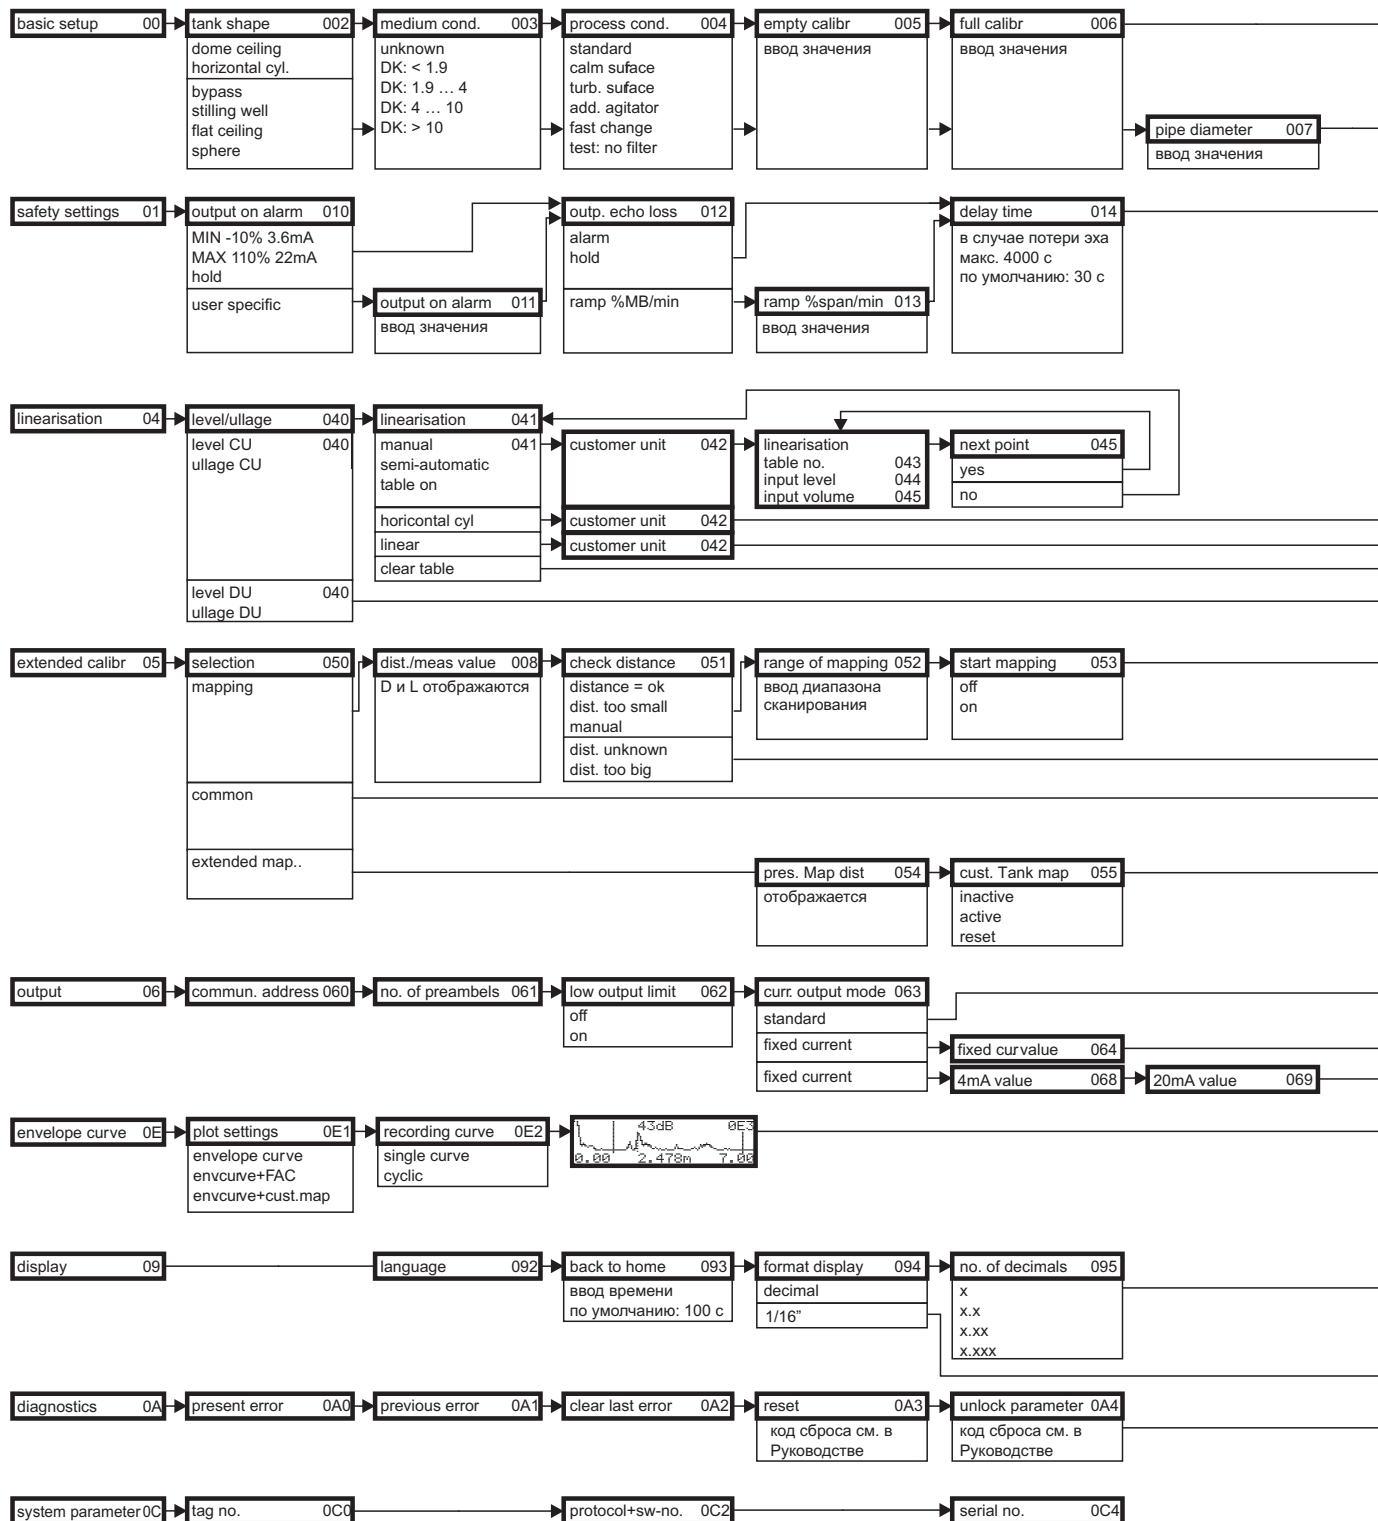 basic setup 00
tank shape 002
dome ceiling
horizontal cyl.
bypass
stilling well
flat ceiling
sphere
medium cond. 003
unknown
DK: < 1.9
DK: 1.9 … 4
DK: 4 … 10
DK: > 10
process cond. 004
standard
calm suface
turb. suface
add. agitator
fast change
test: no filter
empty calibr 005
ввод значения
full calibr 006
ввод значения
pipe diameter 007
ввод значения
safety settings 01
output on alarm 010
MIN -10% 3.6mA
MAX 110% 22mA
hold
user specific
output on alarm 011
ввод значения
outp. echo loss 012
alarm
hold
ramp %MB/min
ramp %span/min 013
ввод значения
delay time 014
в случае потери эха
макс. 4000 с
по умолчанию: 30 с
linearisation 04
level/ullage 040
level CU 040
ullage CU
level DU 040
ullage DU
linearisation 041
manual 041
semi-automatic
table on
horicontal cyl
linear
clear table
customer unit 042
customer unit 042
customer unit 042
linearisation
table no. 043
input level 044
input volume 045
next point 045
yes
no
extended calibr 05
selection 050
mapping
common
extended map..
dist./meas value 008
D и L отображаются
check distance 051
distance = ok
dist. too small
manual
dist. unknown
dist. too big
range of mapping 052
ввод диапазона
сканирования
start mapping 053
off
on
pres. Map dist 054
отображается
cust. Tank map 055
inactive
active
reset
output 06
commun. address 060
no. of preambels 061
low output limit 062
off
on
curr. output mode 063
standard
fixed current
fixed current
fixed curvalue 064
4mA value 068
20mA value 069
envelope curve 0E
plot settings 0E1
envelope curve
envcurve+FAC
envcurve+cust.map
recording curve 0E2
single curve
cyclic
43dB 0E3
0.00 2.478m 7.00
display 09
language 092
back to home 093
ввод времени
по умолчанию: 100 с
format display 094
decimal
1/16”
no. of decimals 095
x
x.x
x.xx
x.xxx
diagnostics 0A
present error 0A0
previous error 0A1
clear last error 0A2
reset 0A3
код сброса см. в
Руководстве
unlock parameter 0A4
код сброса см. в
Руководстве
system parameter 0C
tag no. 0C0
protocol+sw-no. 0C2
serial no. 0C4